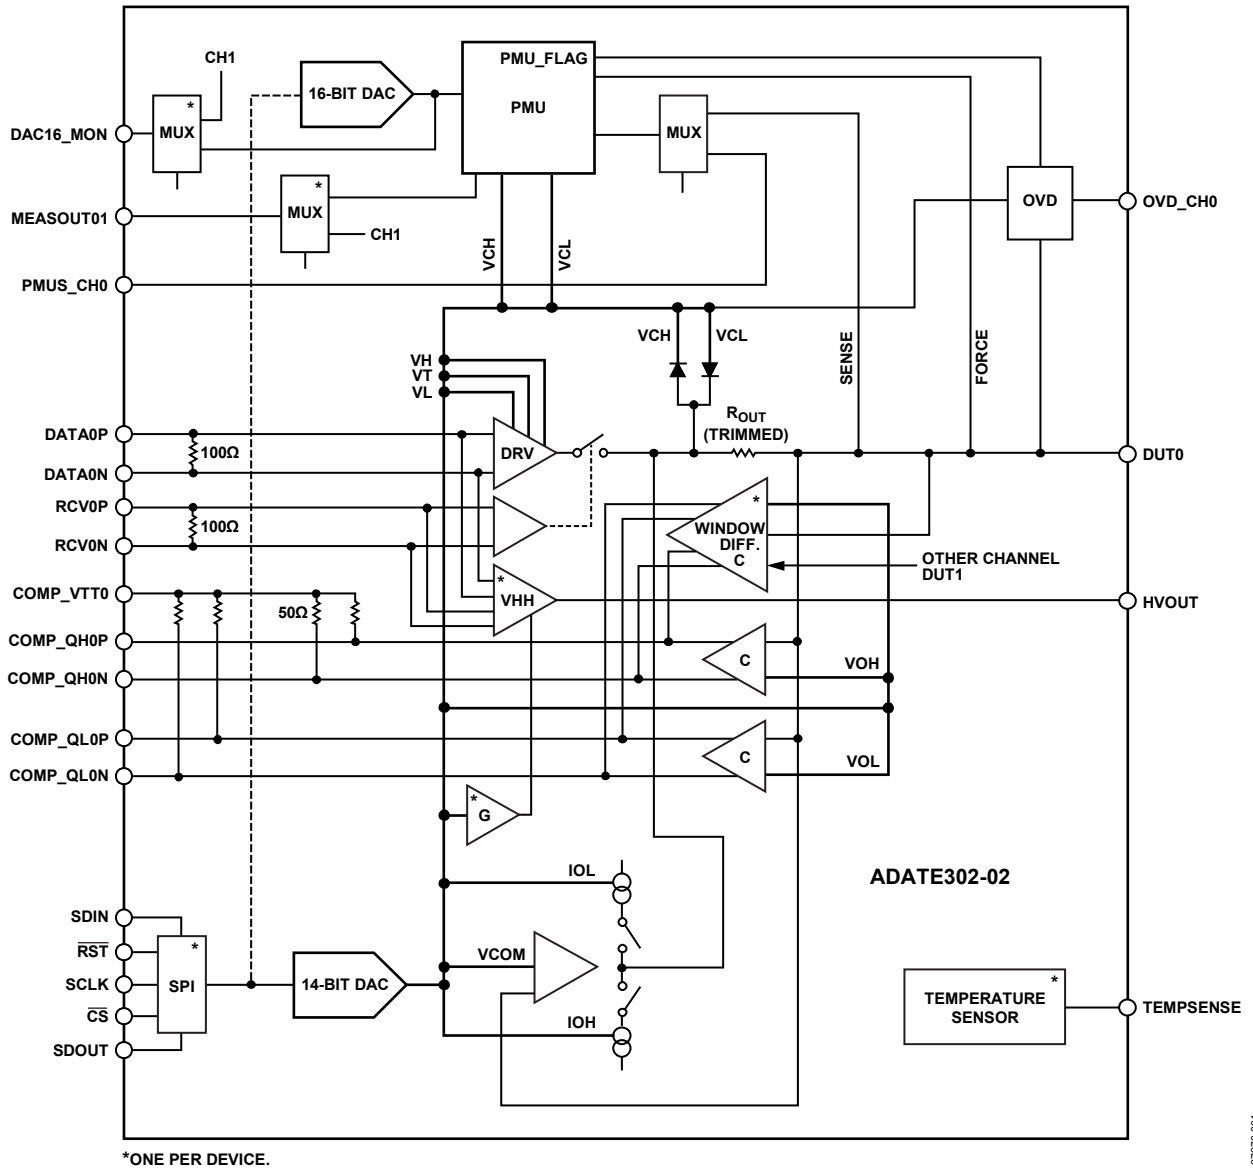 CH1
PMU_FLAG
16-BIT DAC
PMU
*
MUX
MUX
DAC16_MON
*
MUX
OVD
OVD_CH0
MEASOUT01
CH1
VCH
VCL
PMUS_CH0
VCH
VCL
SENSE
FORCE
VH
VT
VL
ROUT
(TRIMMED)
DATA0P
100Ω
DRV
DUT0
DATA0N
RCV0P
*
100Ω
WINDOW
DIFF.
C
RCV0N
OTHER CHANNEL
DUT1
COMP_VTT0
*
VHH
HVOUT
50Ω
COMP_QH0P
C
VOH
COMP_QH0N
COMP_QL0P
C
VOL
COMP_QL0N
*
G
IOL
ADATE302-02
SDIN
RST
*
VCOM
SCLK
SPI
14-BIT DAC
*
TEMPERATURE
SENSOR
TEMPSENSE
CS
IOH
SDOUT
*ONE PER DEVICE.